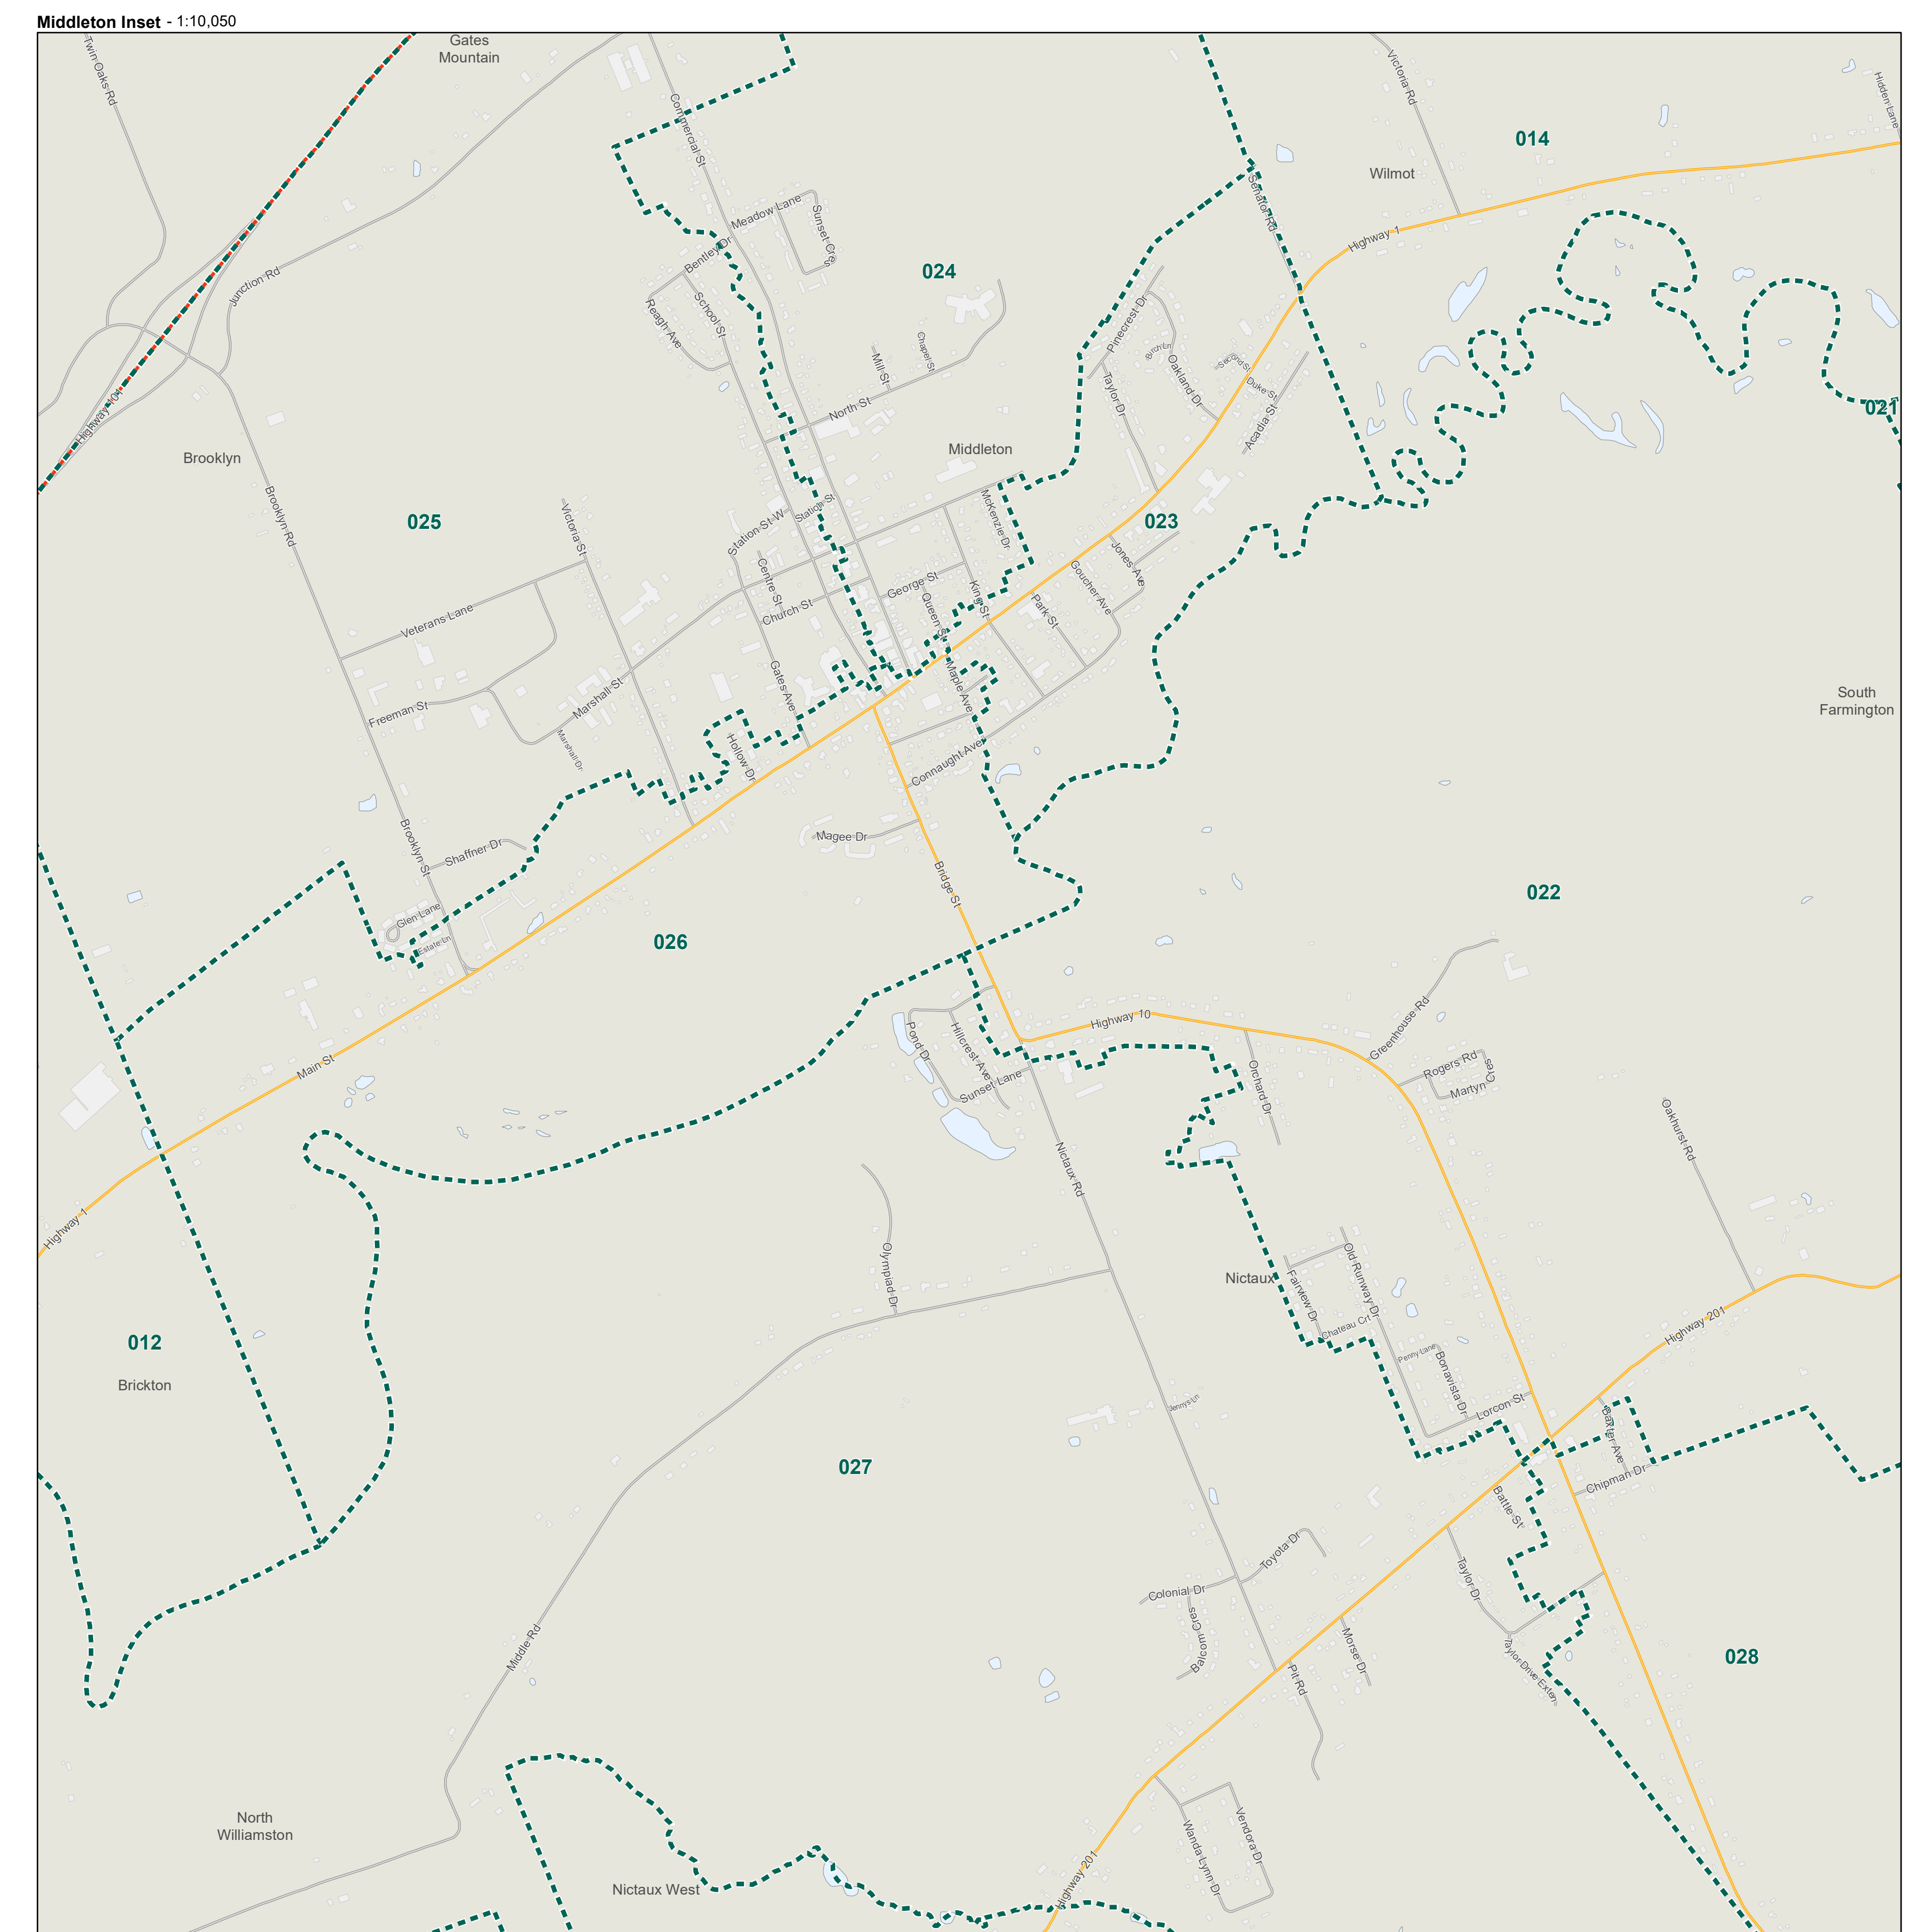 Middleton Inset - 1:10,050
Gates
Mountain
Twin Oaks Rd
Commercial St
Victoria Rd
Hidden Lane
014
Wilmot
Senator Rd
Meadow Lane
Sunset Cres
Bentley Dr
Highway 1
024
Junction Rd
School St
Reagh Ave
Pinecrest Dr
Birch Ln
Oakland Dr
Second St
Duke St
Taylor Dr
Acadia St
Chapel St
Mill St
North St
021
Highway 101
Brooklyn
Middleton
Brooklyn Rd
025
Victoria St
Station St
Station St W
McKenzie Dr
023
Jones Ave
Goucher Ave
Centre St
Church St
George St
Queen St
King St
Park St
Veterans Lane
Gates Ave
Maple Ave
South
Farmington
Marshall St
Freeman St
Marshall Dr
Hollow Dr
Connaught Ave
Brooklyn St
Shaffner Dr
Magee Dr
Bridge St
022
Glen Lane
Estate Ln
026
Highway 10
Greenhouse Rd
Pond Dr
Hillcrest Ave
Sunset Lane
Main St
Orchard Dr
Rogers Rd
Martyn
Cres
Oakhurst Rd
Nictaux Rd
Highway 1
Olympiad Dr
Nictaux
Old Runway Dr
Fairview Dr
Chateau Crt
Highway 201
012
Brickton
Penny Lane
Bonavista Dr
Lorcon St
Jennys Ln
Baxter Ave
027
Chipman Dr
Battle St
Toyota Dr
Colonial Dr
Taylor Dr
Balcom Cres
Middle Rd
Morse Dr
Taylor Drive Exten
028
Pit Rd
North
Williamston
Wanda Lynn Dr
Vendora Dr
Nictaux West
Highway 201